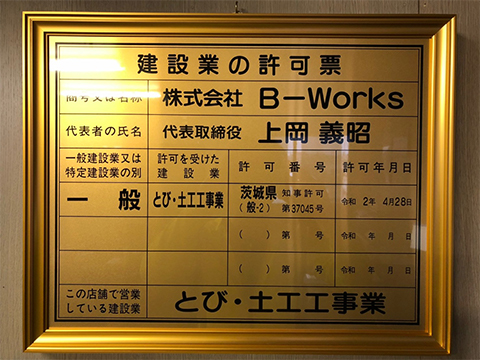 建設業の許可票
商号又は名称 株式会社 B－Works
代表者の氏名 代表取締役 上岡 義昭
一般建設業又は
特定建設業の別
許可を受けた
建設業
許可番号
許可年月日
一般
とび・土工工事業
茨城県 知事許可
(般-2) 第37045号
令和 2年 4月28日
( ) 第 号
令和 年 月 日
( ) 第 号
令和 年 月 日
この店舗で営業
している建設業
とび・土工工事業